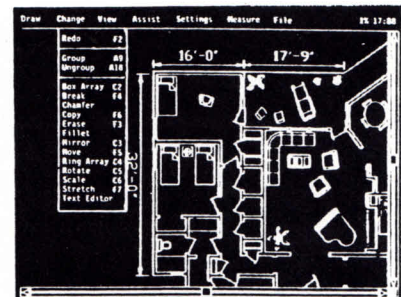 Draw Change View Assist Settings Measure File 2% 17:08
Redo F2
Group A9
Ungroup A10
Box Array C2
Break F4
Chamfer
Copy F6
Erase F3
Fillet
Mirror C3
Move F5
Ring Array C4
Rotate C5
Scale C6
Stretch F7
Text Editor
16'-0"
17'-9"
32'-0"